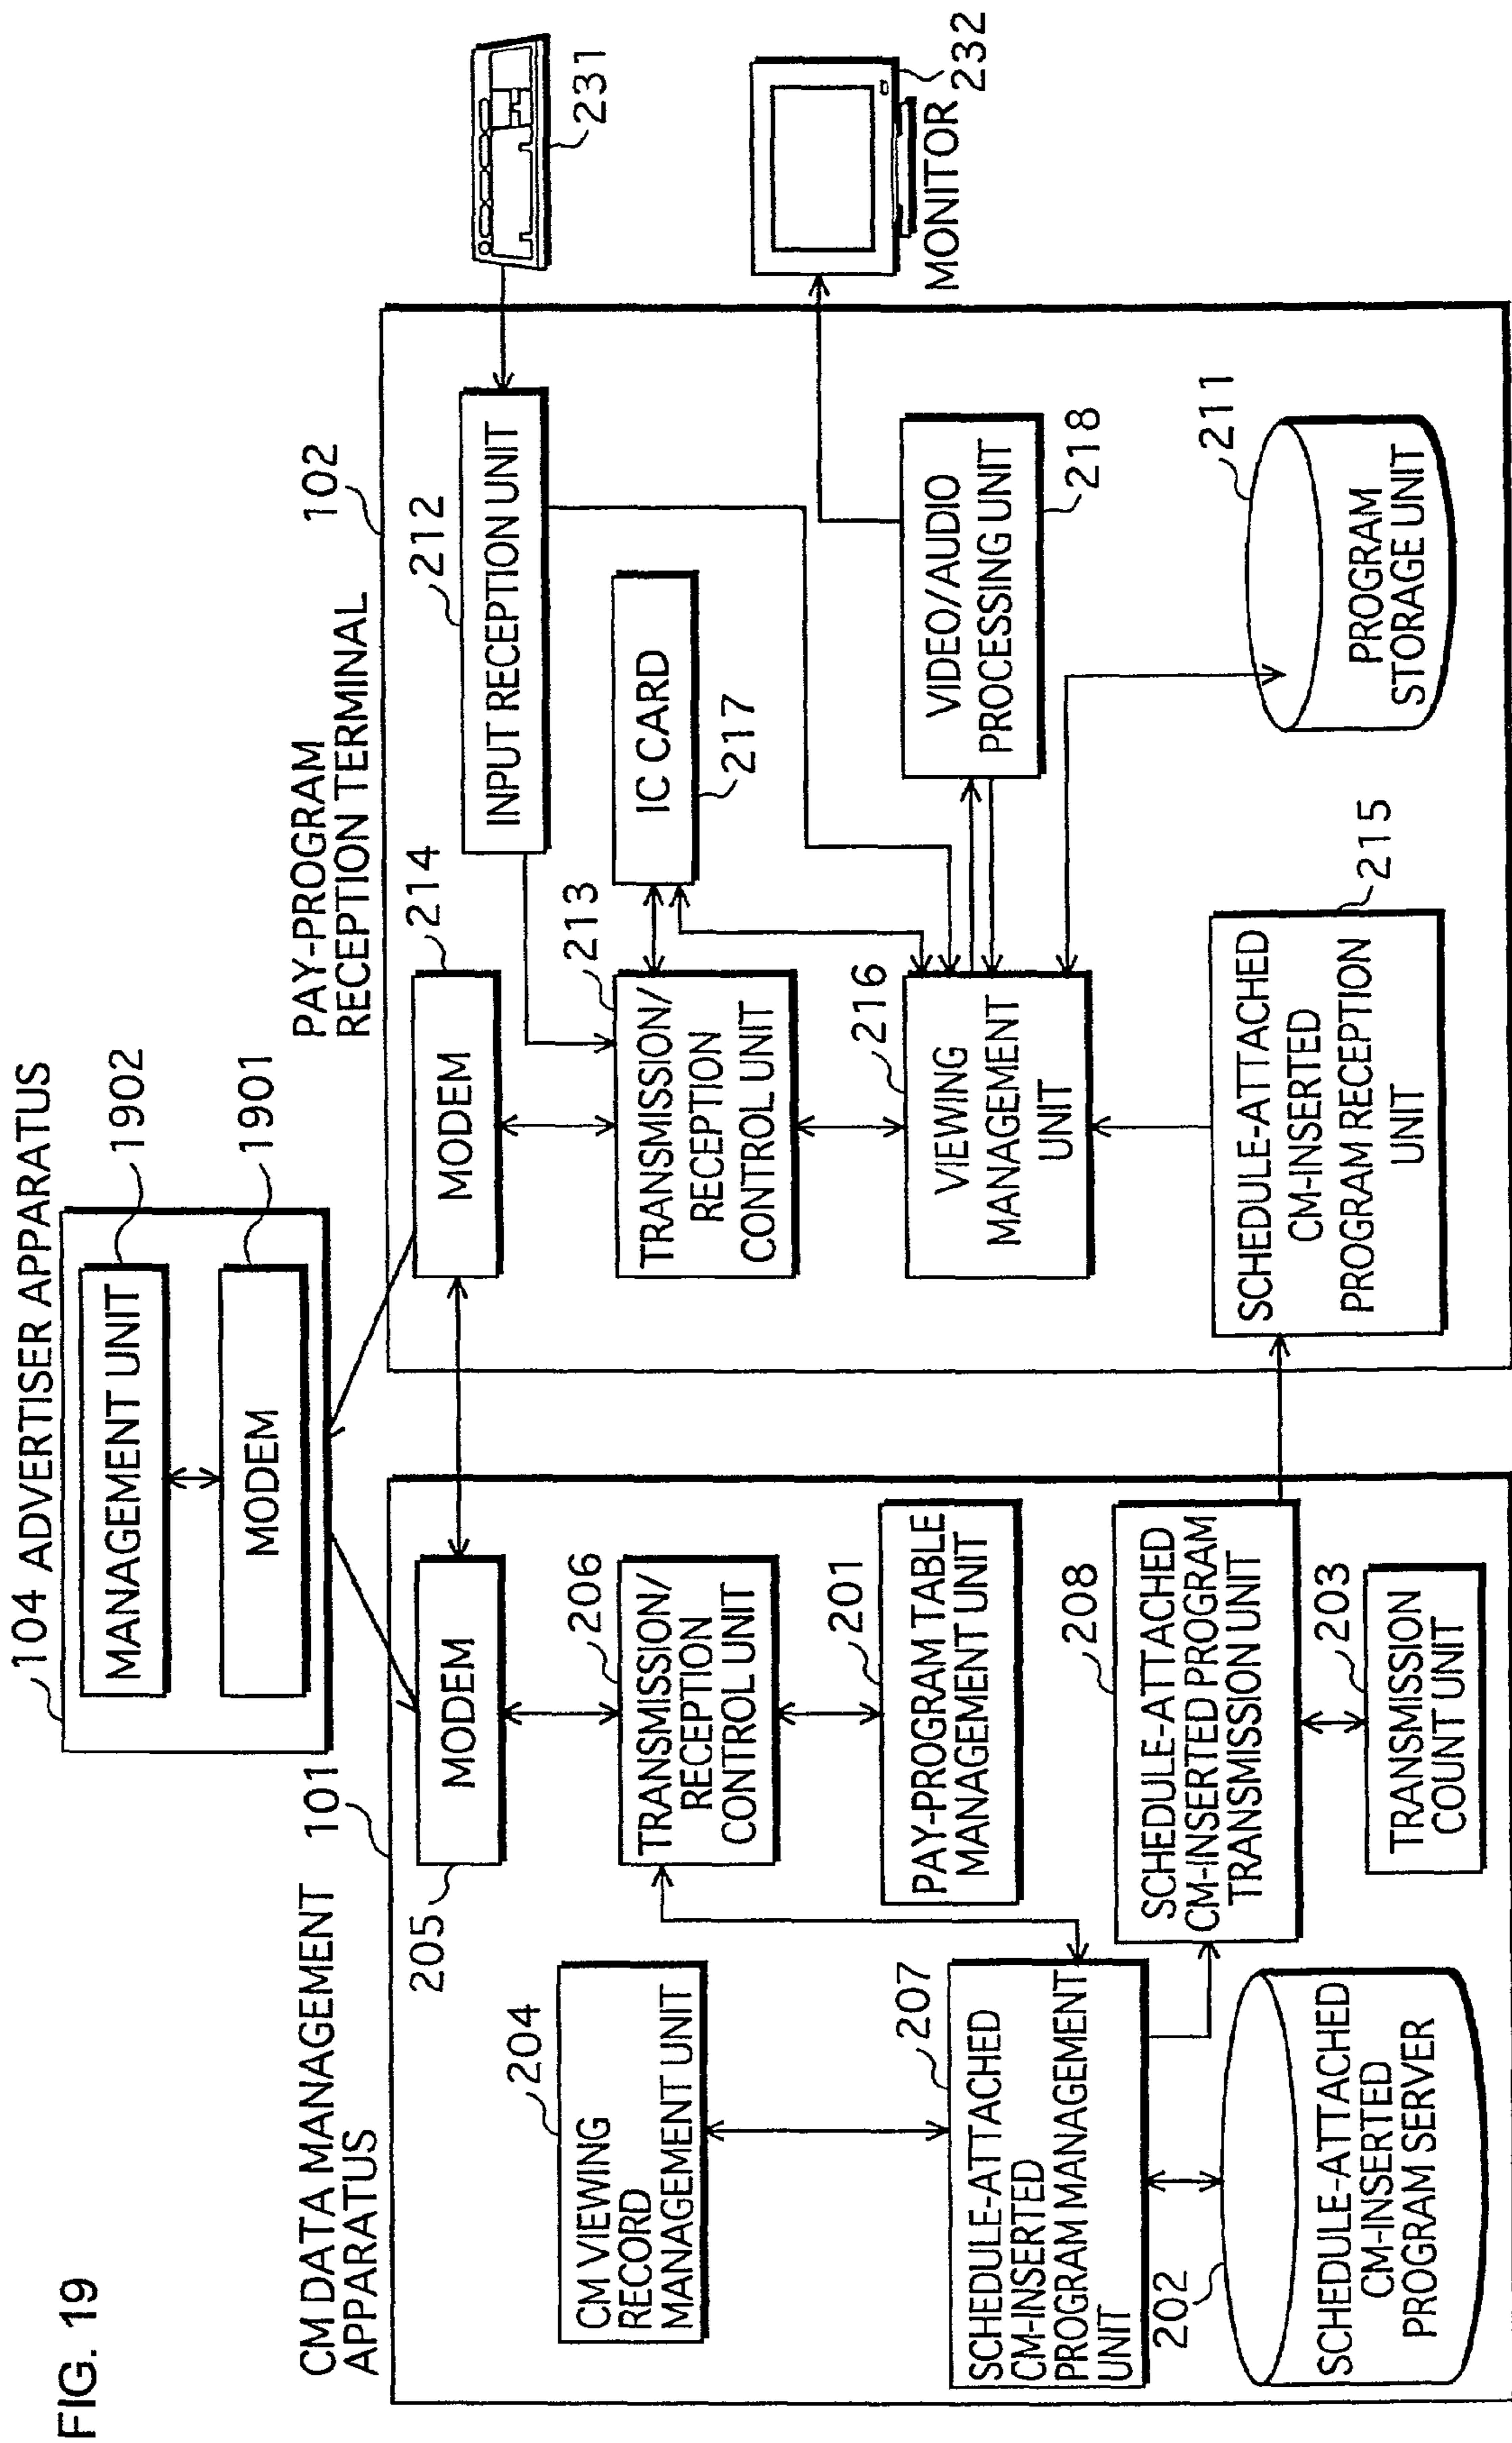 FIG. 19
104 ADVERTISER APPARATUS
MANAGEMENT UNIT
1902
MODEM
1901
CM DATA MANAGEMENT
APPARATUS
101
MODEM
205
CM VIEWING
RECORD
MANAGEMENT UNIT
204
TRANSMISSION/
RECEPTION
CONTROL UNIT
206
PAY-PROGRAM TABLE
MANAGEMENT UNIT
201
SCHEDULE-ATTACHED
CM-INSERTED
PROGRAM MANAGEMENT
UNIT
207
SCHEDULE-ATTACHED
CM-INSERTED PROGRAM
TRANSMISSION UNIT
208
SCHEDULE-ATTACHED
CM-INSERTED
PROGRAM SERVER
202
TRANSMISSION
COUNT UNIT
203
PAY-PROGRAM
RECEPTION TERMINAL
102
MODEM
214
INPUT RECEPTION UNIT
212
231
TRANSMISSION/
RECEPTION
CONTROL UNIT
213
IC CARD
217
VIEWING
MANAGEMENT
UNIT
216
VIDEO/AUDIO
PROCESSING UNIT
218
MONITOR
232
SCHEDULE-ATTACHED
CM-INSERTED
PROGRAM RECEPTION
UNIT
215
PROGRAM
STORAGE UNIT
211